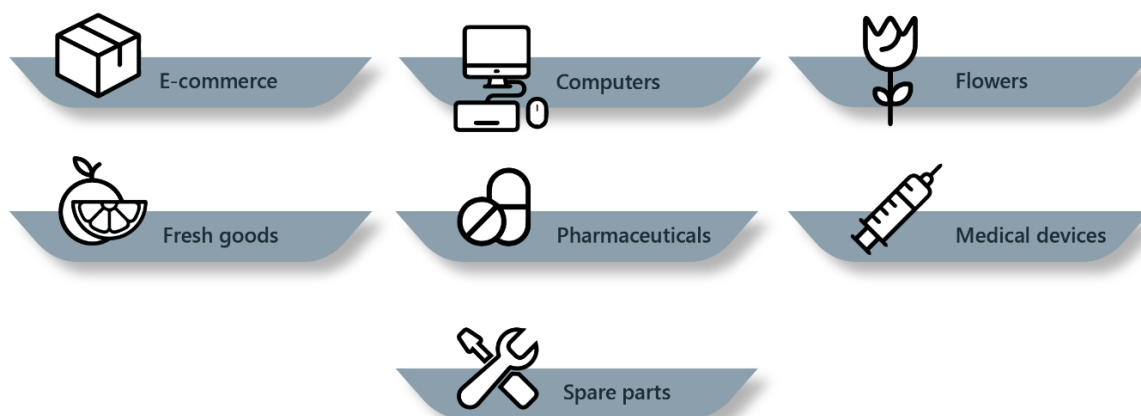 E-commerce
Computers
Flowers
Fresh goods
Pharmaceuticals
Medical devices
Spare parts